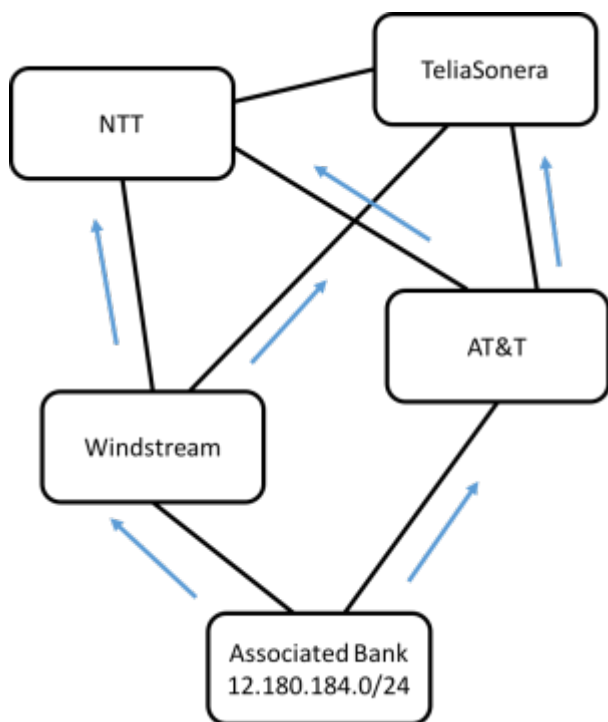 TeliaSonera
NTT
AT&T
Windstream
Associated Bank
12.180.184.0/24